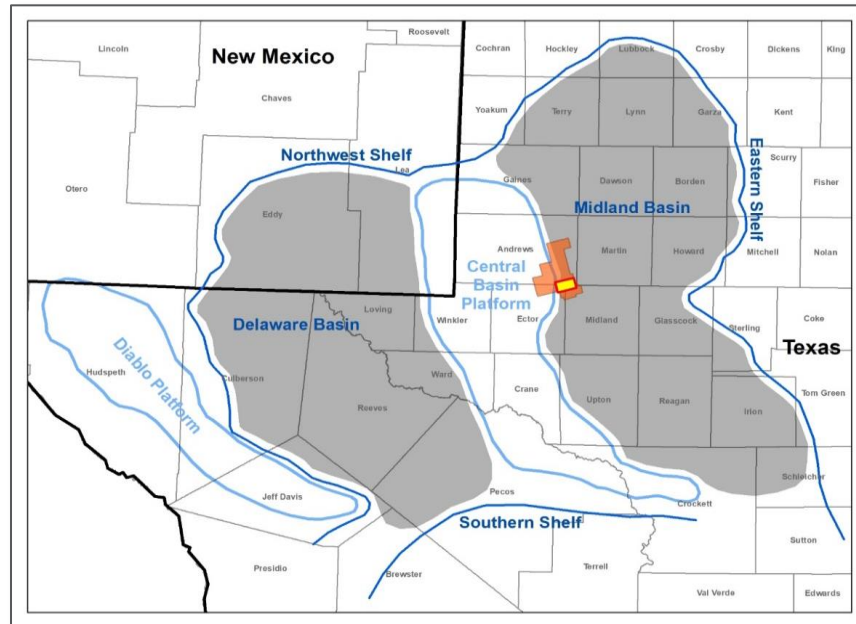 Roosevelt
Lincoln
New Mexico
Cochran
Hockley
Lubbock
Crosby
Dickens
King
Chaves
Yoakum
Terry
Lynn
Garza
Kent
Northwest Shelf
Lea
Eastern Shelf
Scurry
Otero
Eddy
Gaines
Dawson
Borden
Fisher
Midland Basin
Andrews
Martin
Howard
Mitchell
Nolan
Central
Basin
Platform
Loving
Winkler
Ector
Midland
Glasscock
Sterling
Coke
Delaware Basin
Texas
Diablo Platform
Hudspeth
Culberson
Ward
Crane
Reeves
Upton
Reagan
Irion
Tom Green
Jeff Davis
Pecos
Schleicher
Crockett
Southern Shelf
Sutton
Presidio
Brewster
Terrell
Val Verde
Edwards